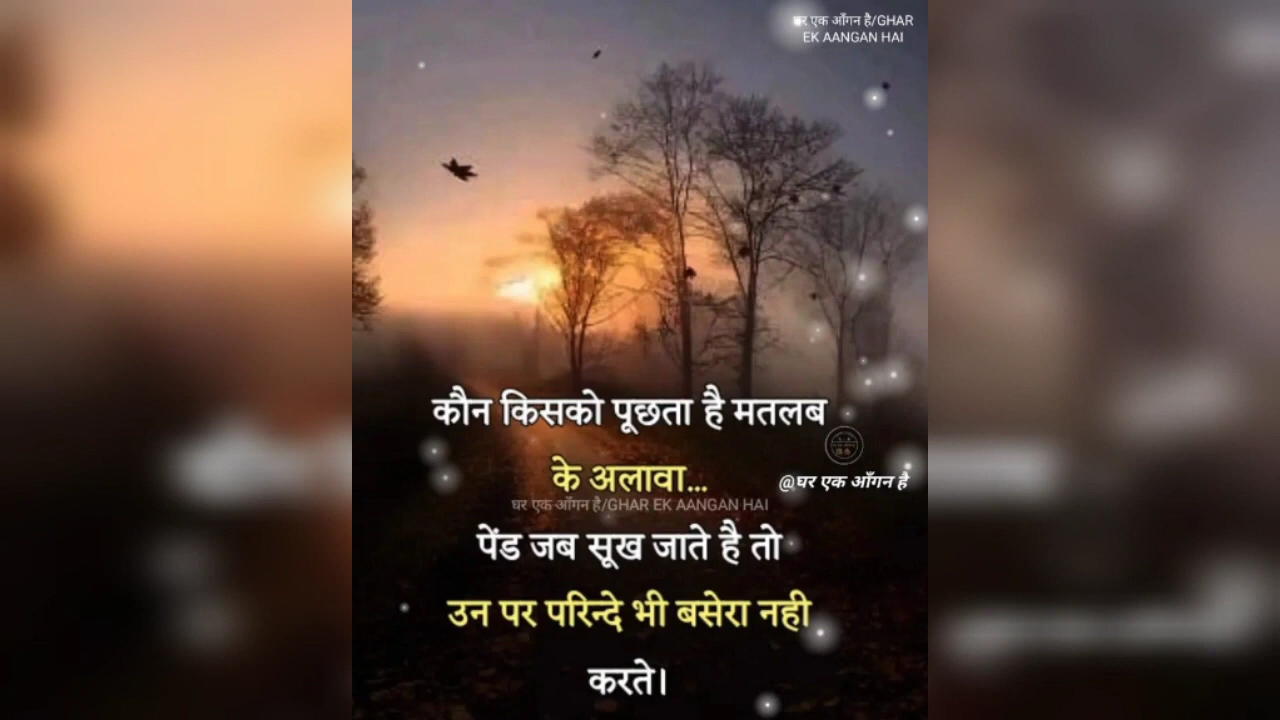 घर एक आँगन है/GHAR
EK AANGAN HAI
कौन किसको पूछता है मतलब
के अलावा...
@घर एक आँगन है
घर एक आँगन है/GHAR EK AANGAN HAI
पेंड जब सूख जाते है तो
उन पर परिन्दे भी बसेरा नही
करते।